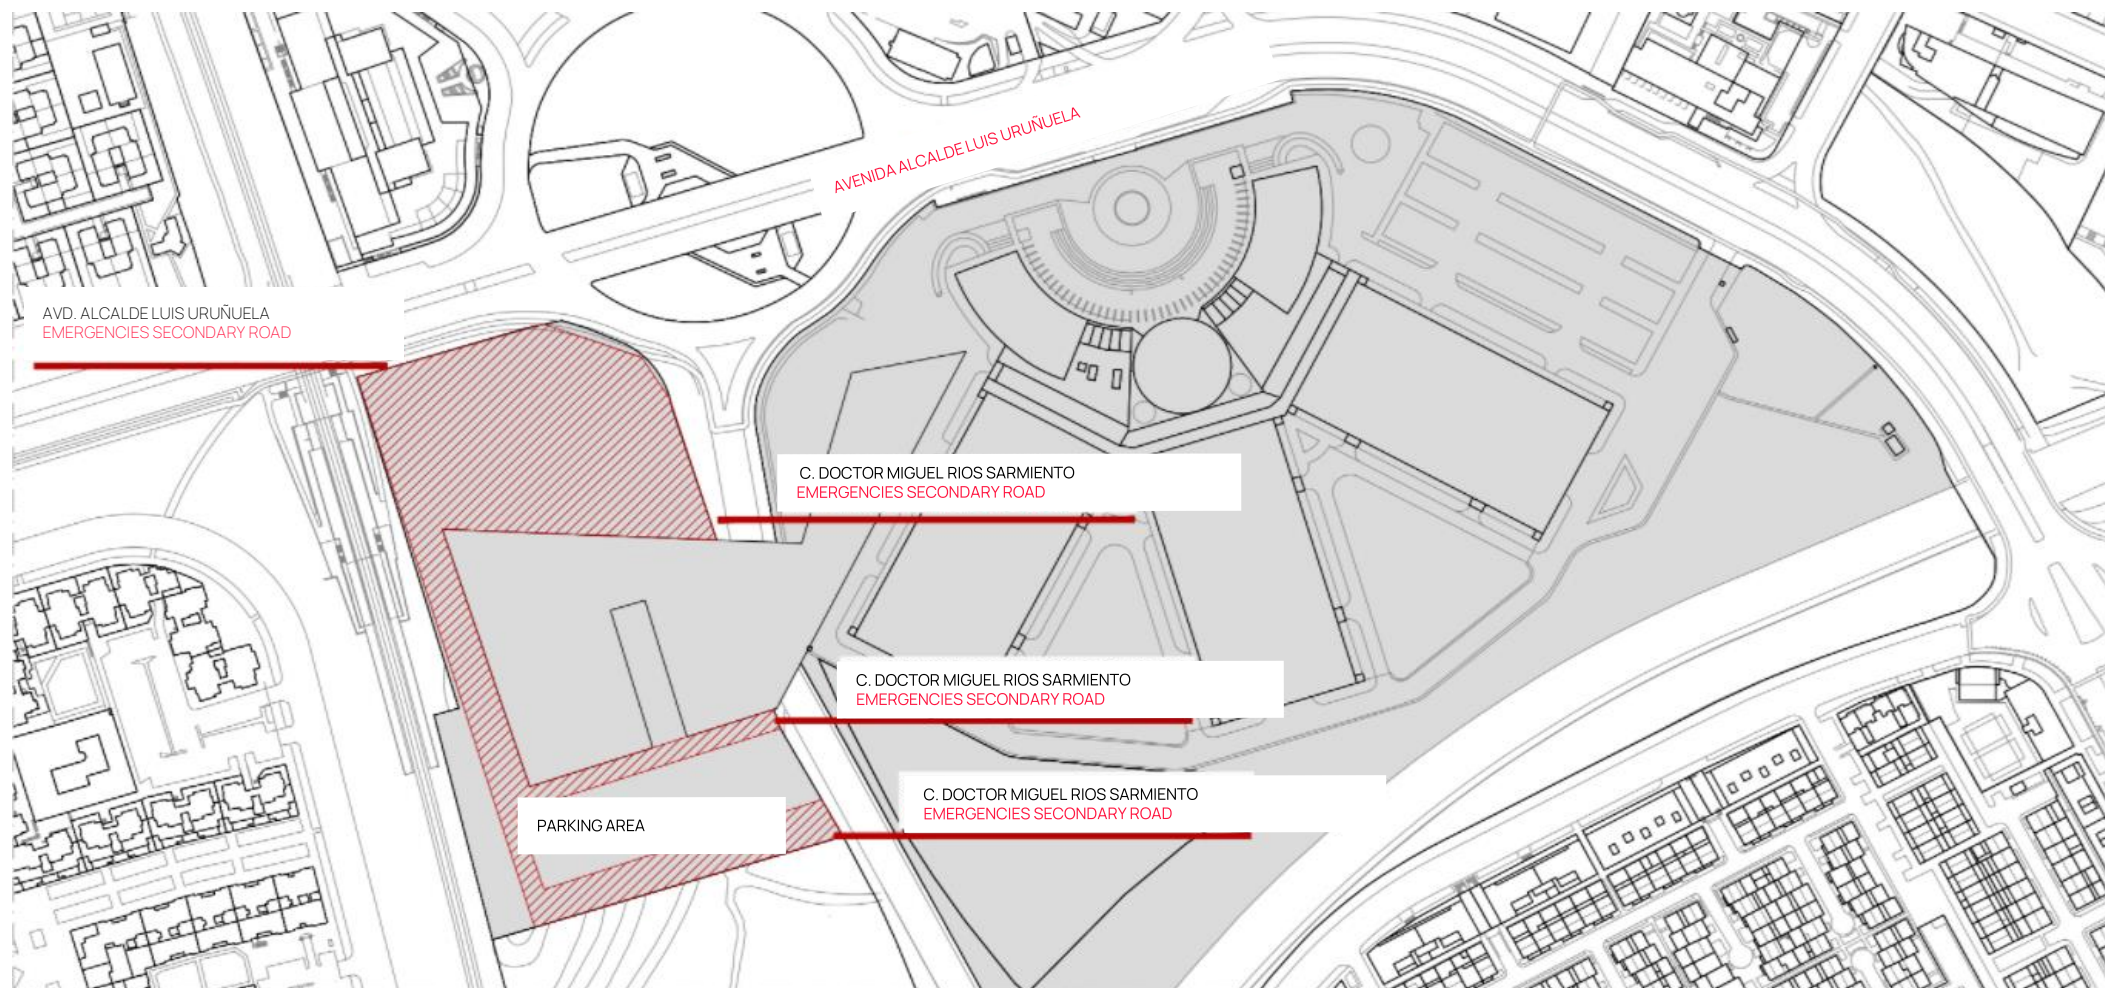 AVENIDA ALCALDE LUIS URUÑUELA
AVD. ALCALDE LUIS URUÑUELA
EMERGENCIES SECONDARY ROAD
C. DOCTOR MIGUEL RIOS SARMIENTO
EMERGENCIES SECONDARY ROAD
C. DOCTOR MIGUEL RIOS SARMIENTO
EMERGENCIES SECONDARY ROAD
C. DOCTOR MIGUEL RIOS SARMIENTO
EMERGENCIES SECONDARY ROAD
PARKING AREA